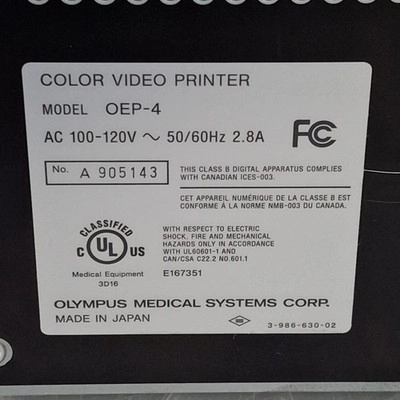 COLOR VIDEO PRINTER
MODEL OEP-4
AC 100-120V ~ 50/60Hz 2.8A
FC
No. A 905143
THIS CLASS B DIGITAL APPARATUS COMPLIES
WITH CANADIAN ICES-003.
CET APPAREIL NUMÉRIQUE DE LA CLASSE B EST
CONFORME À LA NORME NMB-003 DU CANADA.
CLASSIFIED
C UL US
Medical Equipment
3D16
WITH RESPECT TO ELECTRIC
SHOCK, FIRE AND MECHANICAL
HAZARDS ONLY IN ACCORDANCE
WITH UL60601-1 AND
CAN/CSA C22.2 NO.601.1
E167351
OLYMPUS MEDICAL SYSTEMS CORP.
MADE IN JAPAN
3-986-630-02